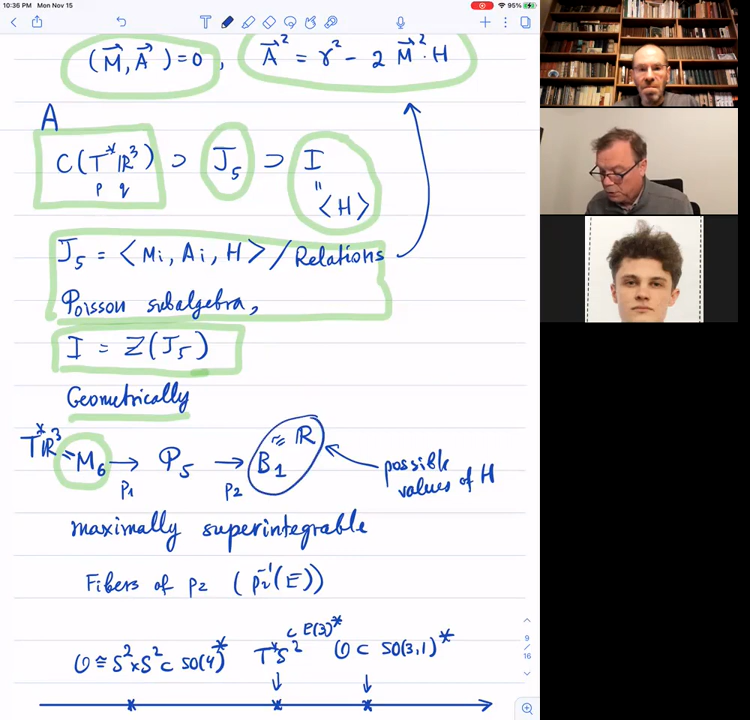 10:36 PM Mon Nov 15
95%
(M⃗, A⃗) = 0 , A⃗² = γ² - 2 M⃗² · H
A
C(T*ℝ³) ⊃ J₅ ⊃ I
p q " <H>
J₅ = <Mi, Ai, H> / Relations
Poisson subalgebra,
I = Z(J₅)
Geometrically
T*ℝ³ = M₆ → P₅ → B₁ ≈ ℝ
p₁ p₂ possible values of H
maximally superintegrable
Fibers of p₂ ( p₂⁻¹(E))
O ≅ S² x S² ⊂ SO(4)* T*S² ⊂ E(3)* O ⊂ SO(3,1)*
9 / 16